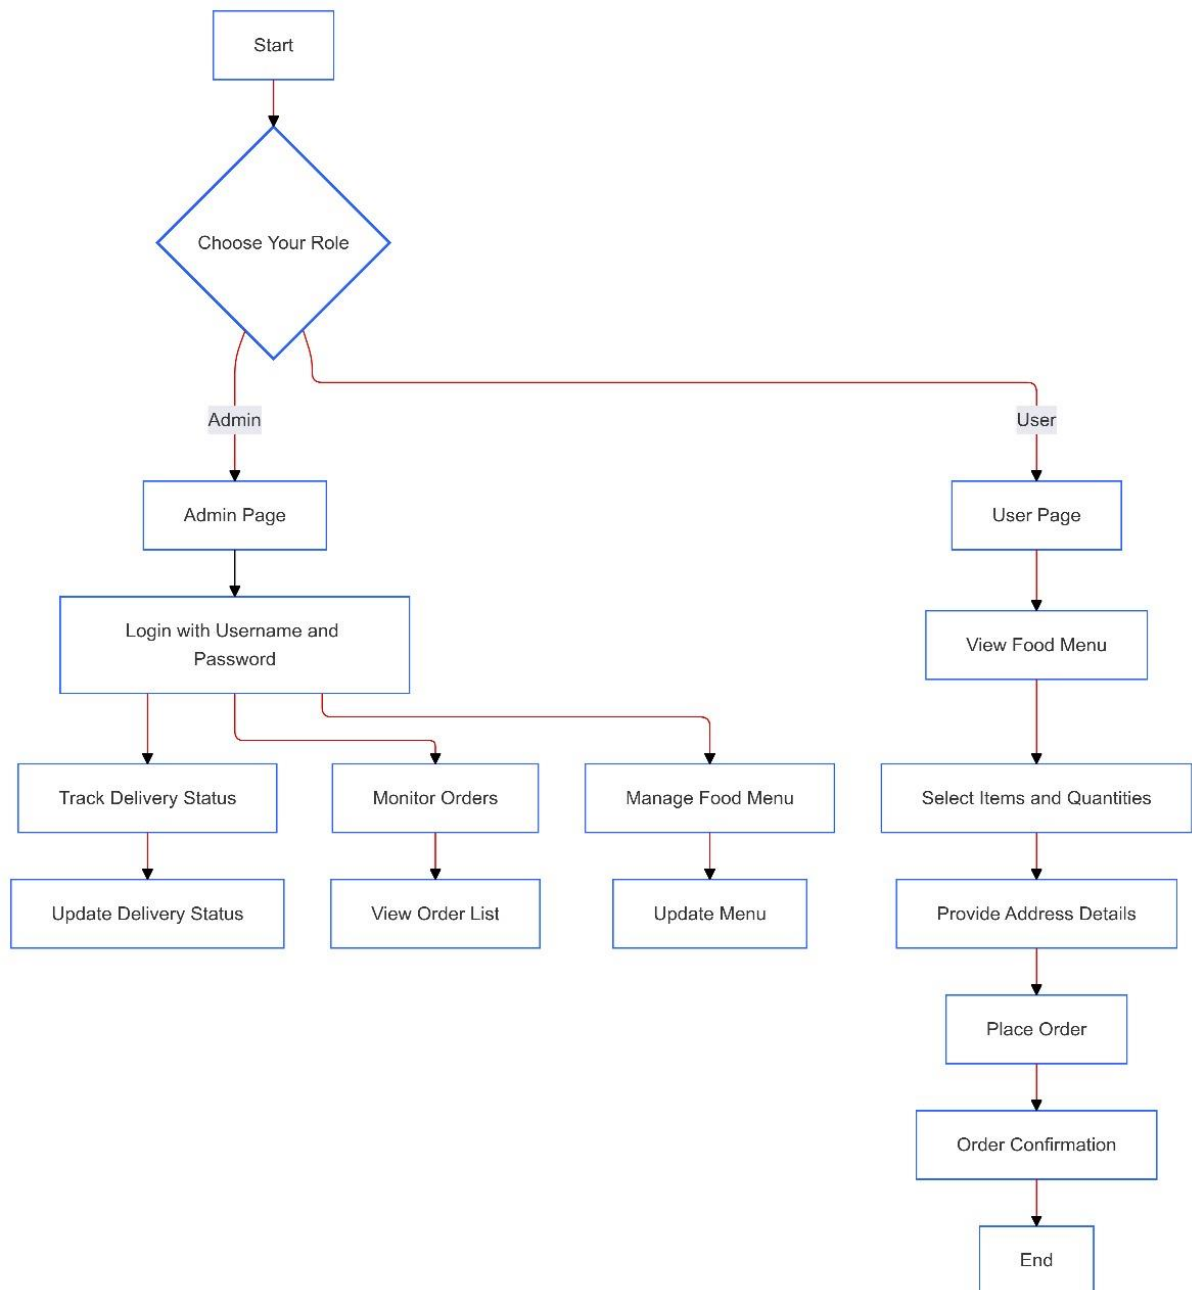 Start
Choose Your Role
Admin
User
Admin Page
User Page
Login with Username and
Password
View Food Menu
Track Delivery Status
Monitor Orders
Manage Food Menu
Select Items and Quantities
Update Delivery Status
View Order List
Update Menu
Provide Address Details
Place Order
Order Confirmation
End